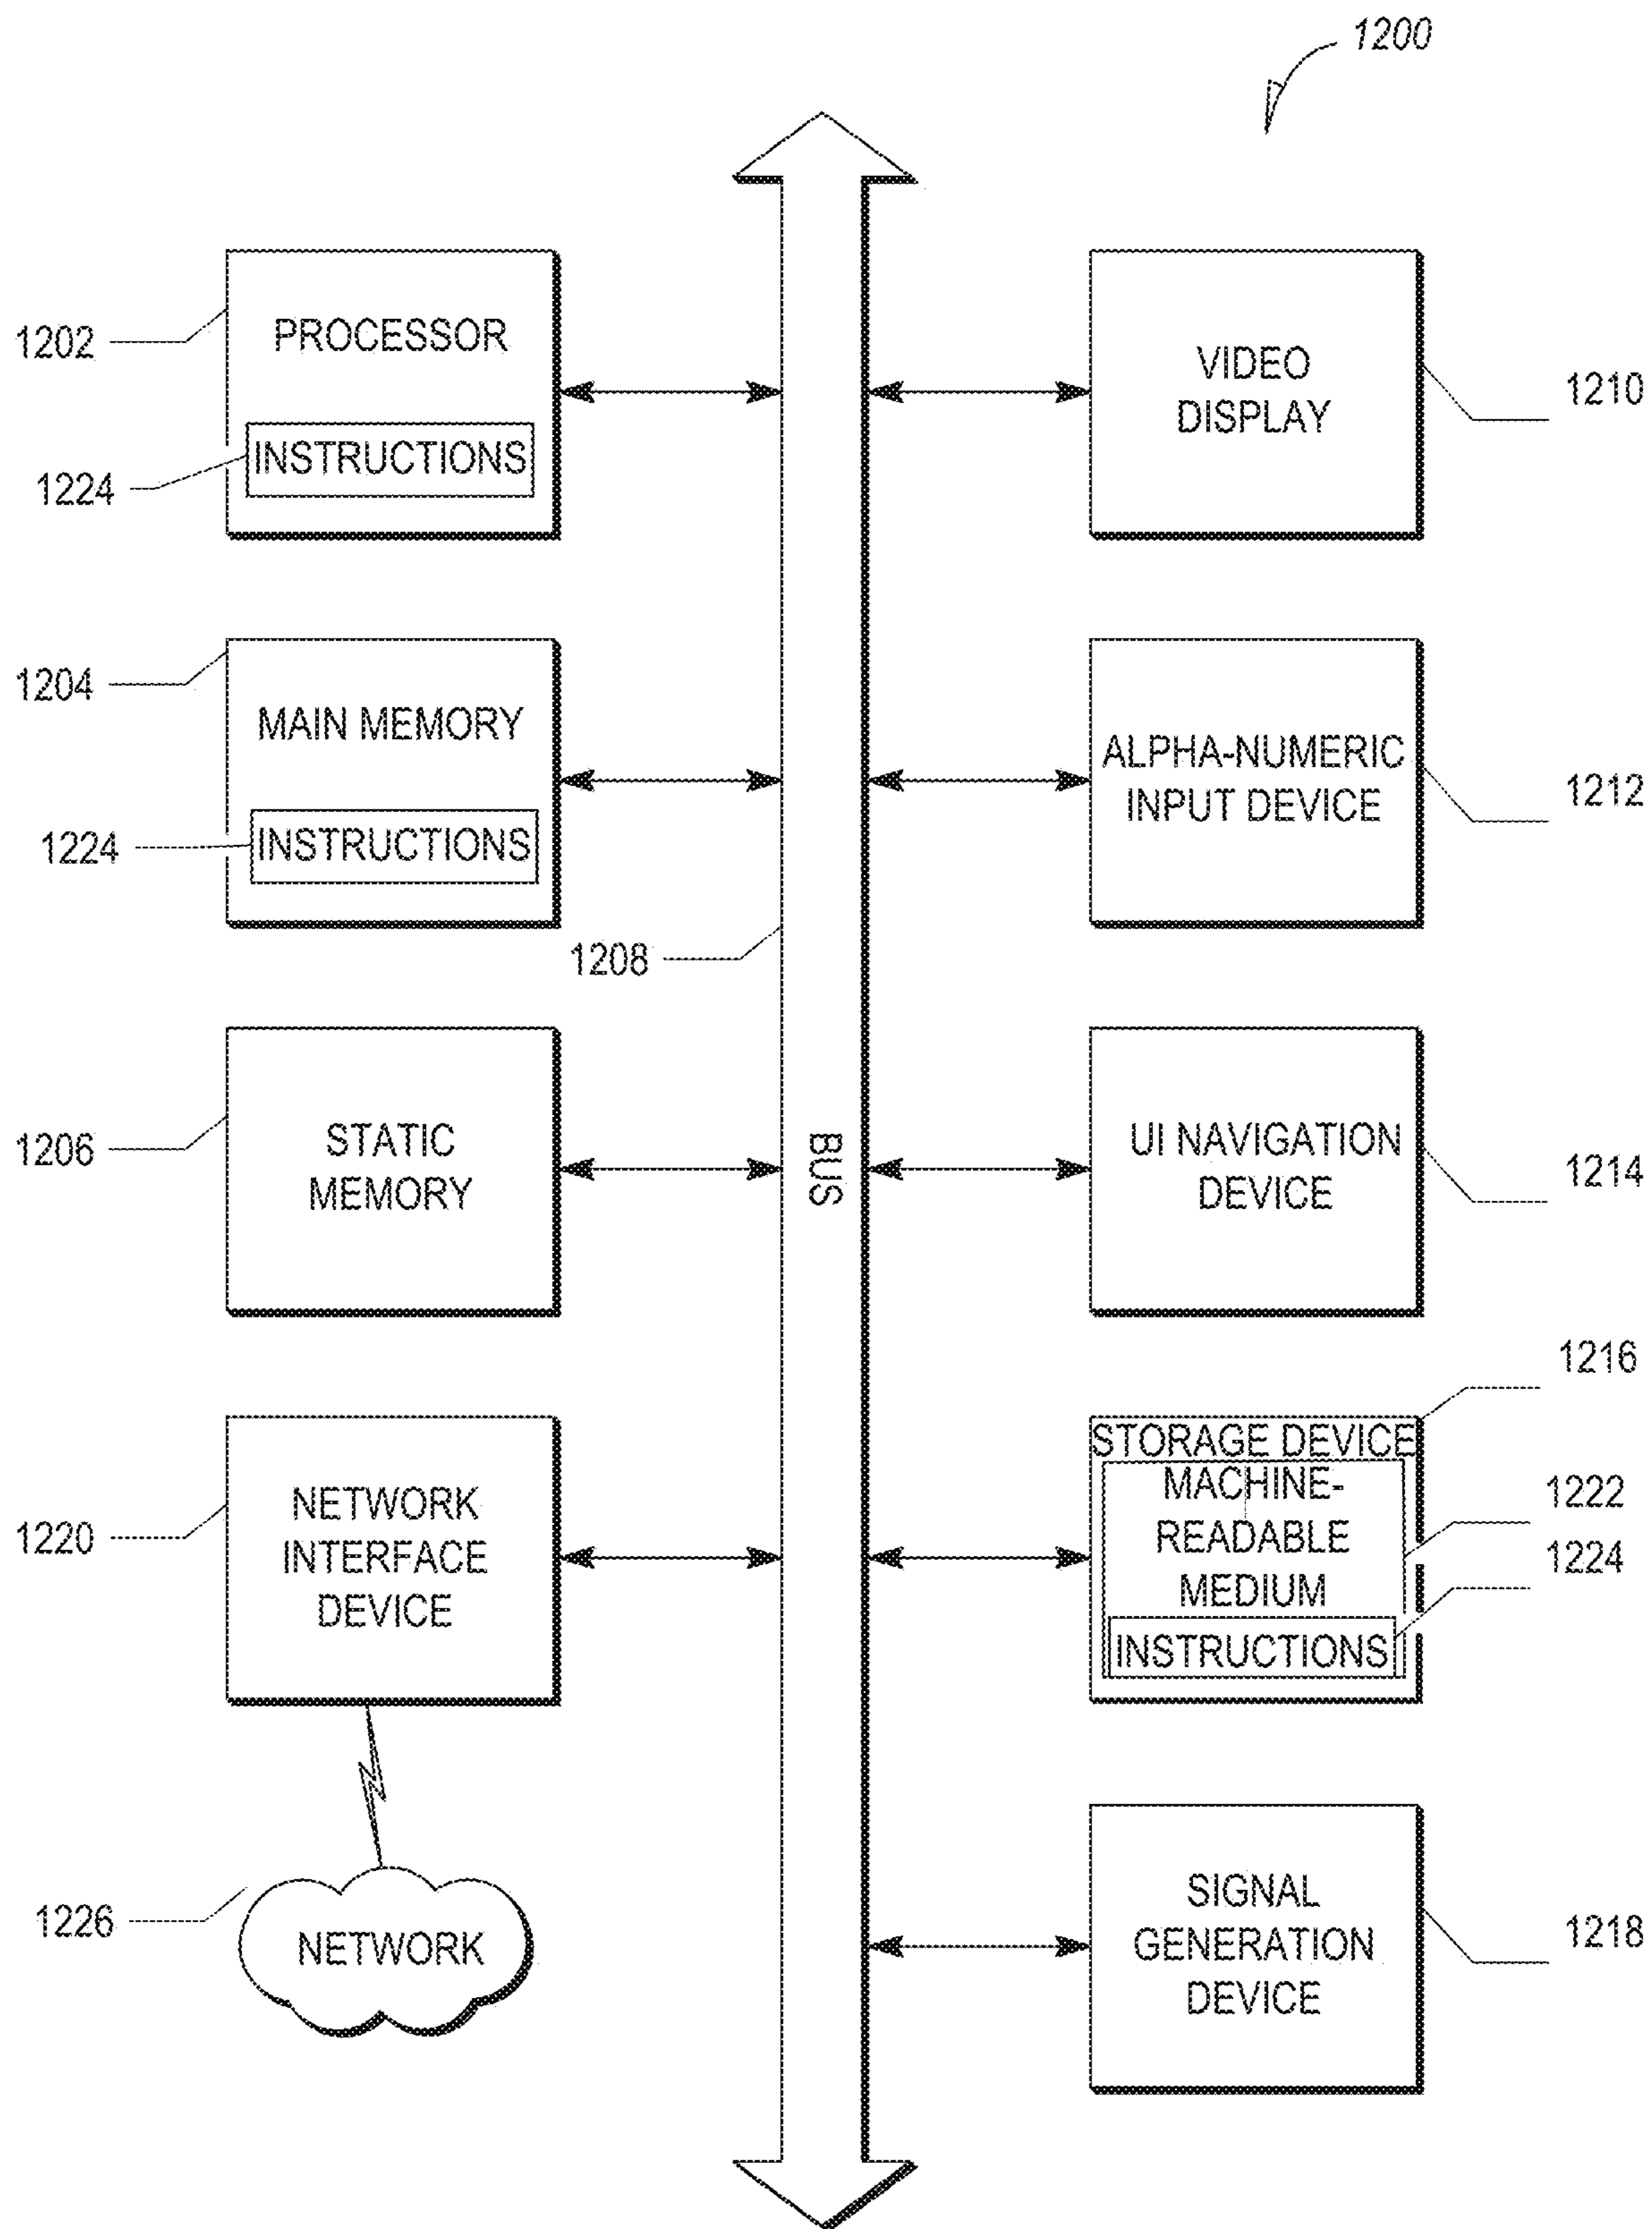 1200
1202
PROCESSOR
1224
INSTRUCTIONS
VIDEO
DISPLAY
1210
1204
MAIN MEMORY
1224
INSTRUCTIONS
ALPHA-NUMERIC
INPUT DEVICE
1212
1208
1206
STATIC
MEMORY
BUS
UI NAVIGATION
DEVICE
1214
1220
NETWORK
INTERFACE
DEVICE
1216
STORAGE DEVICE
MACHINE-
READABLE
MEDIUM
1222
1224
INSTRUCTIONS
1226
NETWORK
SIGNAL
GENERATION
DEVICE
1218